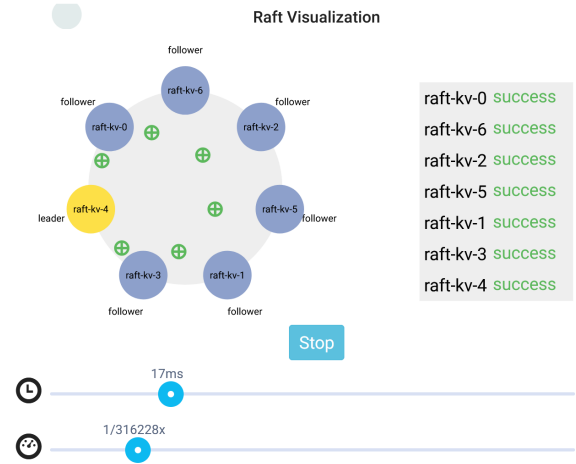 Raft Visualization
follower
raft-kv-6
follower
raft-kv-0
follower
raft-kv-2
leader
raft-kv-4
raft-kv-5
follower
raft-kv-3
follower
raft-kv-1
follower
raft-kv-0 success
raft-kv-6 success
raft-kv-2 success
raft-kv-5 success
raft-kv-1 success
raft-kv-3 success
raft-kv-4 success
Stop
17ms
1/316228x